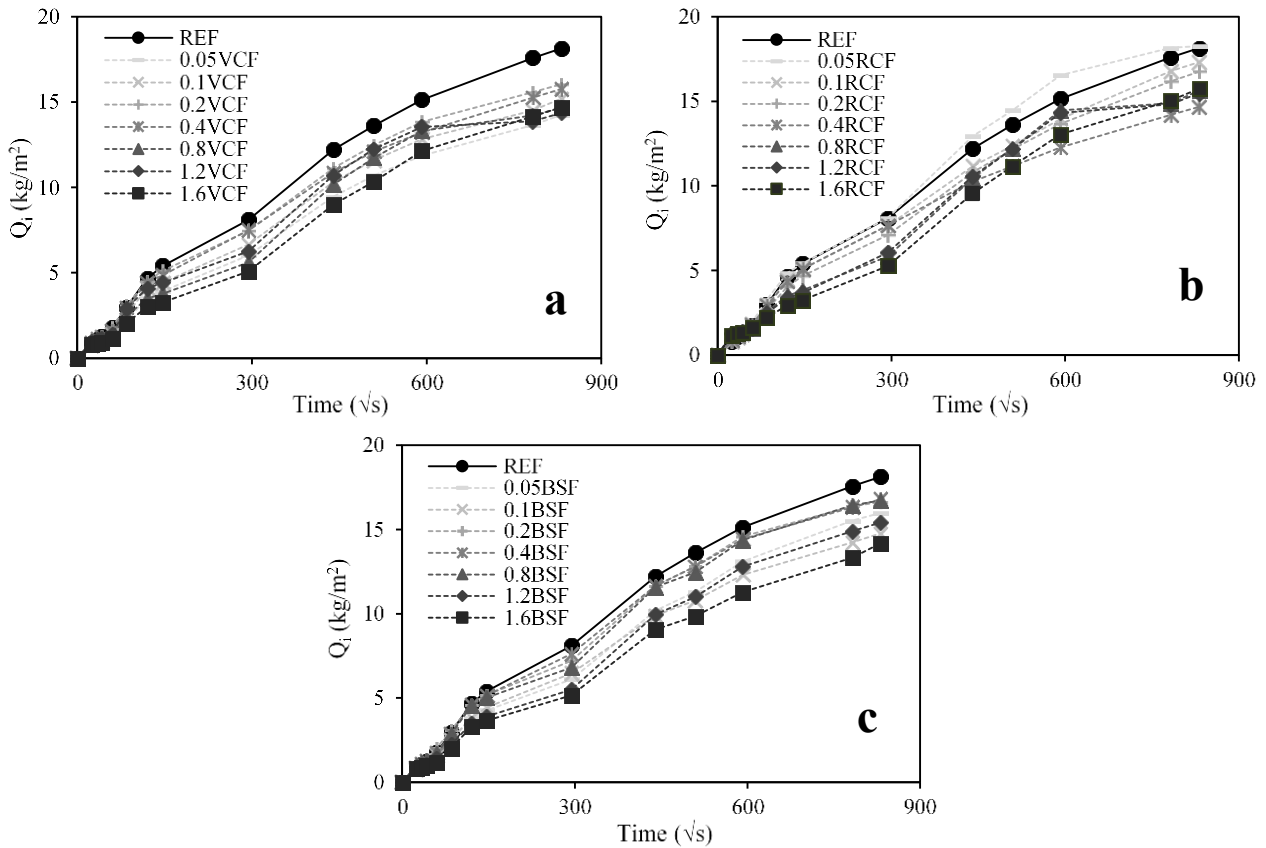 20
15
10
5
0
Qᵢ (kg/m²)
REF
0.05VCF
0.1VCF
0.2VCF
0.4VCF
0.8VCF
1.2VCF
1.6VCF
a
0 300 600 900
Time (√s)
20
15
10
5
0
Qᵢ (kg/m²)
REF
0.05RCF
0.1RCF
0.2RCF
0.4RCF
0.8RCF
1.2RCF
1.6RCF
b
0 300 600 900
Time (√s)
20
15
10
5
0
Qᵢ (kg/m²)
REF
0.05BSF
0.1BSF
0.2BSF
0.4BSF
0.8BSF
1.2BSF
1.6BSF
c
0 300 600 900
Time (√s)